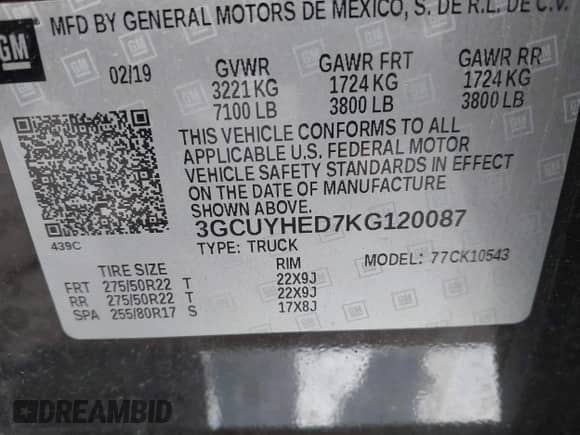 GM
MFD BY GENERAL MOTORS DE MEXICO, S. DE R.L. DE C.V.
02/19 GVWR GAWR FRT GAWR RR
3221 KG 1724 KG 1724 KG
7100 LB 3800 LB 3800 LB
THIS VEHICLE CONFORMS TO ALL
APPLICABLE U.S. FEDERAL MOTOR
VEHICLE SAFETY STANDARDS IN EFFECT
ON THE DATE OF MANUFACTURE
SHOWN ABOVE.
439C
3GCUYHED7KG120087
TYPE: TRUCK MODEL: 77CK10543
TIRE SIZE RIM
FRT 275/50R22 T 22X9J
RR 275/50R22 T 22X9J
SPA 255/80R17 S 17X8J
DREAMBID